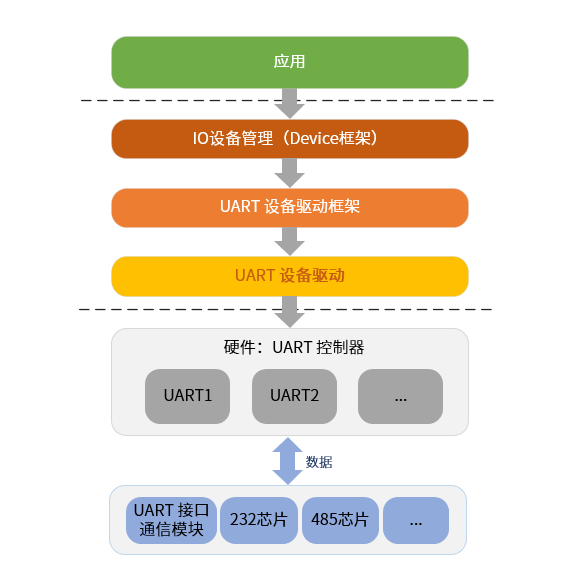 应用
IO设备管理（Device框架）
UART 设备驱动框架
UART 设备驱动
硬件：UART 控制器
UART1
UART2
...
数据
UART 接口
通信模块
232芯片
485芯片
...